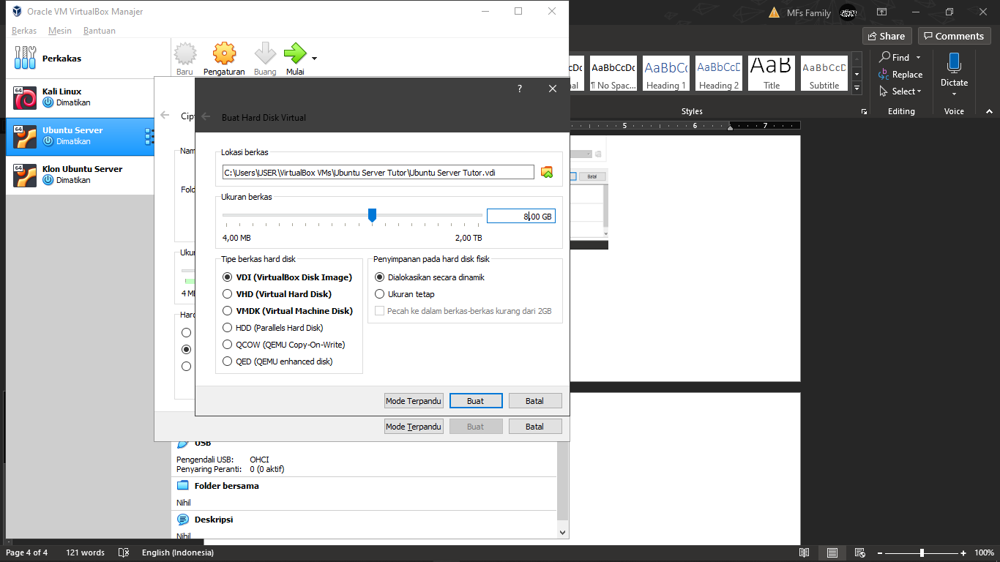 Oracle VM VirtualBox Manajer
Berkas Mesin Bantuan
Perkakas
Baru Pengaturan Buang Mulai
64
Kali Linux
Dimatikan
64
Ubuntu Server
Dimatikan
64
Klon Ubuntu Server
Dimatikan
MFs Family
Share Comments
AaBbCcDc AaBbCcDc AaBbC AaBbCcD AaB AaBbCcD
¶ No Spac... Heading 1 Heading 2 Title Subtitle
Styles
Find
Replace
Select
Editing
Dictate
Voice
5 6 7
Batal
?
Buat Hard Disk Virtual
Lokasi berkas
C:\Users\USER\VirtualBox VMs\Ubuntu Server Tutor\Ubuntu Server Tutor.vdi
Ukuran berkas
8,00 GB
4,00 MB 2,00 TB
Tipe berkas hard disk
VDI (VirtualBox Disk Image)
VHD (Virtual Hard Disk)
VMDK (Virtual Machine Disk)
HDD (Parallels Hard Disk)
QCOW (QEMU Copy-On-Write)
QED (QEMU enhanced disk)
Penyimpanan pada hard disk fisik
Dialokasikan secara dinamik
Ukuran tetap
Pecah ke dalam berkas-berkas kurang dari 2GB
Mode Terpandu Buat Batal
Mode Terpandu Buat Batal
USB
Pengendali USB: OHCI
Penyaring Peranti: 0 (0 aktif)
Folder bersama
Nihil
Deskripsi
Nihil
Page 4 of 4 121 words English (Indonesia) 100%